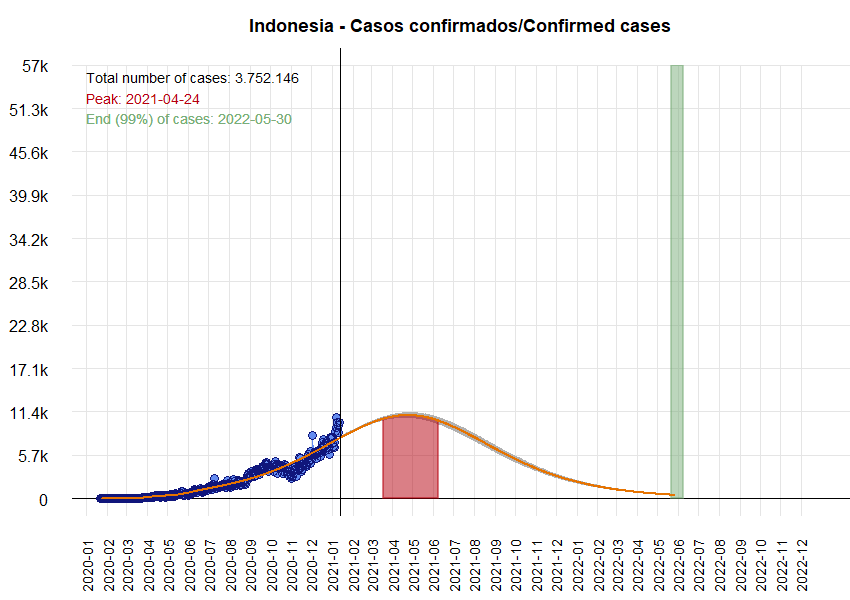 Indonesia - Casos confirmados/Confirmed cases
57k
51.3k
45.6k
39.9k
34.2k
28.5k
22.8k
17.1k
11.4k
5.7k
0
Total number of cases: 3.752.146
Peak: 2021-04-24
End (99%) of cases: 2022-05-30
2020-01
2020-02
2020-03
2020-04
2020-05
2020-06
2020-07
2020-08
2020-09
2020-10
2020-11
2020-12
2021-01
2021-02
2021-03
2021-04
2021-05
2021-06
2021-07
2021-08
2021-09
2021-10
2021-11
2021-12
2022-01
2022-02
2022-03
2022-04
2022-05
2022-06
2022-07
2022-08
2022-09
2022-10
2022-11
2022-12